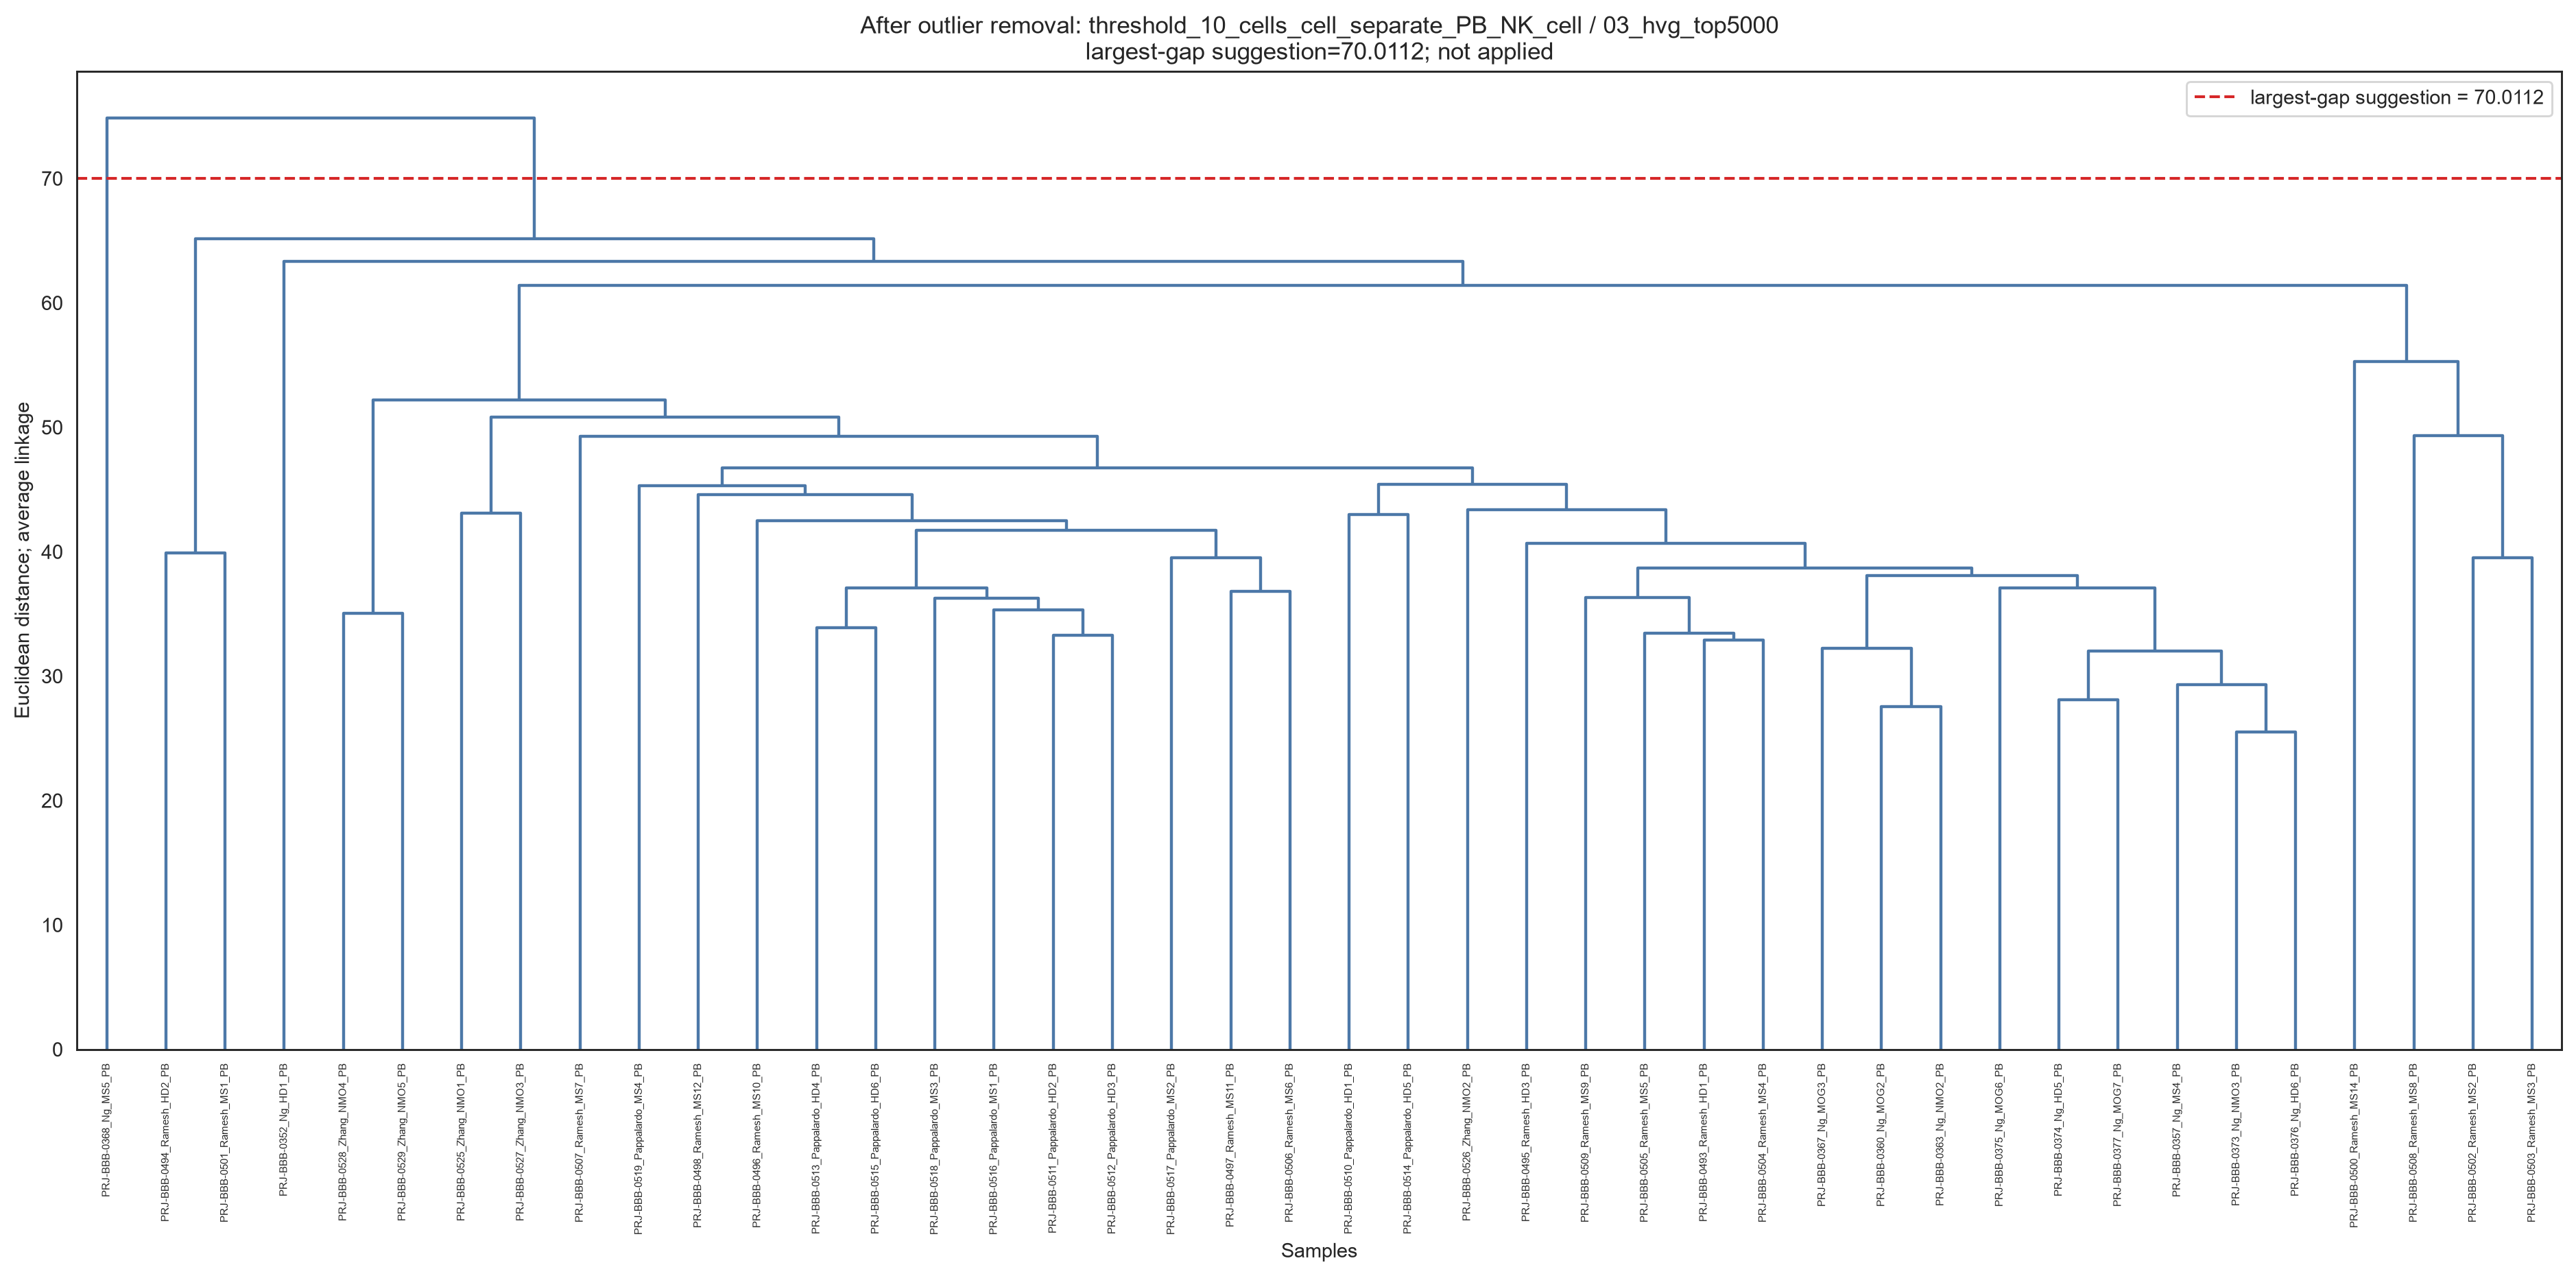 After outlier removal: threshold_10_cells_cell_separate_PB_NK_cell / 03_hvg_top5000
largest-gap suggestion=70.0112; not applied
largest-gap suggestion = 70.0112
Euclidean distance; average linkage
70
60
50
40
30
20
10
0
PRJ-BBB-0368_Ng_MS5_PB
PRJ-BBB-0494_Ramesh_HD2_PB
PRJ-BBB-0501_Ramesh_MS1_PB
PRJ-BBB-0352_Ng_HD1_PB
PRJ-BBB-0528_Zhang_NMO4_PB
PRJ-BBB-0529_Zhang_NMO5_PB
PRJ-BBB-0525_Zhang_NMO1_PB
PRJ-BBB-0527_Zhang_NMO3_PB
PRJ-BBB-0507_Ramesh_MS7_PB
PRJ-BBB-0519_Pappalardo_MS4_PB
PRJ-BBB-0498_Ramesh_MS12_PB
PRJ-BBB-0496_Ramesh_MS10_PB
PRJ-BBB-0513_Pappalardo_HD4_PB
PRJ-BBB-0515_Pappalardo_HD6_PB
PRJ-BBB-0518_Pappalardo_MS3_PB
PRJ-BBB-0516_Pappalardo_MS1_PB
PRJ-BBB-0511_Pappalardo_HD2_PB
PRJ-BBB-0512_Pappalardo_HD3_PB
PRJ-BBB-0517_Pappalardo_MS2_PB
PRJ-BBB-0497_Ramesh_MS11_PB
PRJ-BBB-0506_Ramesh_MS6_PB
PRJ-BBB-0510_Pappalardo_HD1_PB
PRJ-BBB-0514_Pappalardo_HD5_PB
PRJ-BBB-0526_Zhang_NMO2_PB
PRJ-BBB-0495_Ramesh_HD3_PB
PRJ-BBB-0509_Ramesh_MS9_PB
PRJ-BBB-0505_Ramesh_MS5_PB
PRJ-BBB-0493_Ramesh_HD1_PB
PRJ-BBB-0504_Ramesh_MS4_PB
PRJ-BBB-0367_Ng_MOG3_PB
PRJ-BBB-0360_Ng_MOG2_PB
PRJ-BBB-0363_Ng_NMO2_PB
PRJ-BBB-0375_Ng_MOG6_PB
PRJ-BBB-0374_Ng_HD5_PB
PRJ-BBB-0377_Ng_MOG7_PB
PRJ-BBB-0357_Ng_MS4_PB
PRJ-BBB-0373_Ng_NMO3_PB
PRJ-BBB-0376_Ng_HD6_PB
PRJ-BBB-0500_Ramesh_MS14_PB
PRJ-BBB-0508_Ramesh_MS8_PB
PRJ-BBB-0502_Ramesh_MS2_PB
PRJ-BBB-0503_Ramesh_MS3_PB
Samples